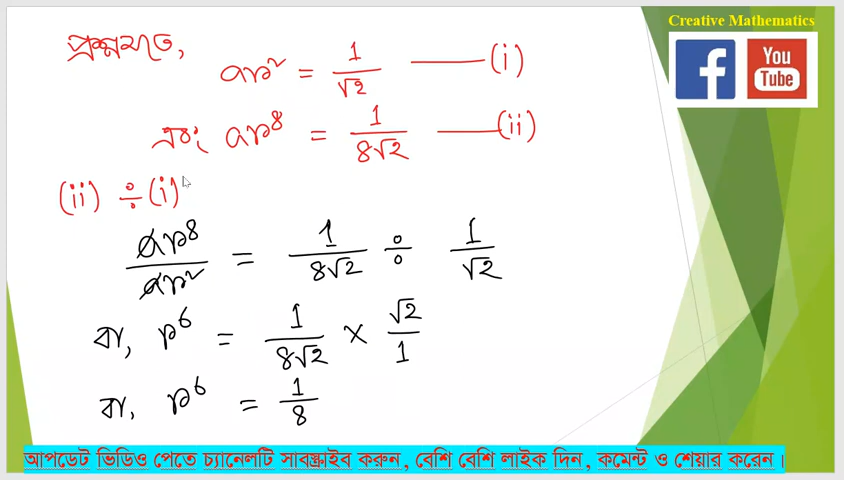 Creative Mathematics
f You Tube
প্রশ্নমতে,
ar² = 1/√2 —— (i)
এবং ar⁸ = 1/8√2 —— (ii)
(ii) ÷ (i)
ar⁸/ar² = 1/8√2 ÷ 1/√2
বা, r⁶ = 1/8√2 × √2/1
বা, r⁶ = 1/8
আপডেট ভিডিও পেতে চ্যানেলটি সাবস্ক্রাইব করুন, বেশি বেশি লাইক দিন, কমেন্ট ও শেয়ার করেন।